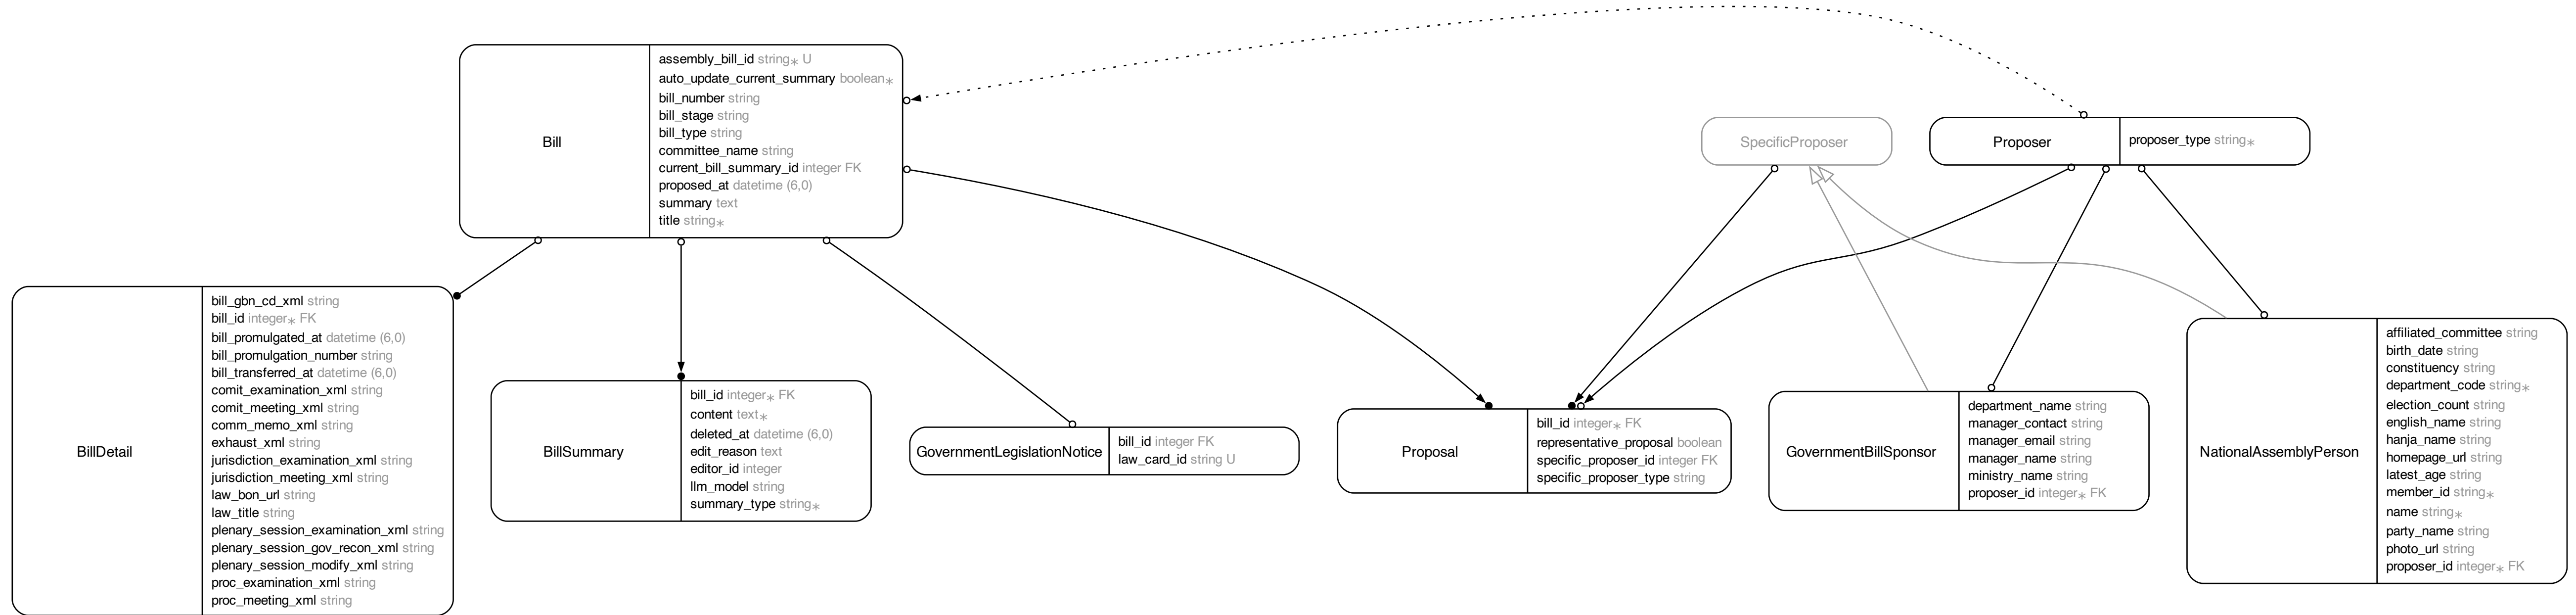 Bill
assembly_bill_id string* U
auto_update_current_summary boolean*
bill_number string
bill_stage string
bill_type string
committee_name string
current_bill_summary_id integer FK
proposed_at datetime (6,0)
summary text
title string*
SpecificProposer
Proposer
proposer_type string*
BillDetail
bill_gbn_cd_xml string
bill_id integer* FK
bill_promulgated_at datetime (6,0)
bill_promulgation_number string
bill_transferred_at datetime (6,0)
comit_examination_xml string
comit_meeting_xml string
comm_memo_xml string
exhaust_xml string
jurisdiction_examination_xml string
jurisdiction_meeting_xml string
law_bon_url string
law_title string
plenary_session_examination_xml string
plenary_session_gov_recon_xml string
plenary_session_modify_xml string
proc_examination_xml string
proc_meeting_xml string
BillSummary
bill_id integer* FK
content text*
deleted_at datetime (6,0)
edit_reason text
editor_id integer
llm_model string
summary_type string*
GovernmentLegislationNotice
bill_id integer FK
law_card_id string U
Proposal
bill_id integer* FK
representative_proposal boolean
specific_proposer_id integer FK
specific_proposer_type string
GovernmentBillSponsor
department_name string
manager_contact string
manager_email string
manager_name string
ministry_name string
proposer_id integer* FK
NationalAssemblyPerson
affiliated_committee string
birth_date string
constituency string
department_code string*
election_count string
english_name string
hanja_name string
homepage_url string
latest_age string
member_id string*
name string*
party_name string
photo_url string
proposer_id integer* FK